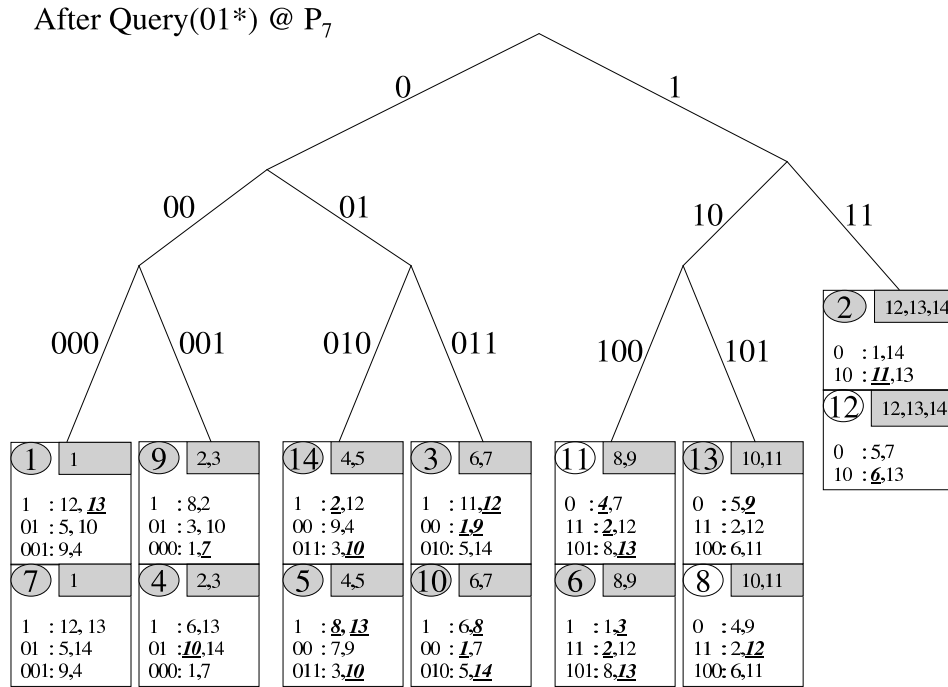 After Query(01*) @ P7
0
1
00
01
10
11
000
001
010
011
100
101
2 12,13,14
0 : 1,14
10 : 11,13
12 12,13,14
0 : 5,7
10 : 6,13
1 1
1 : 12, 13
01 : 5, 10
001: 9,4
7 1
1 : 12, 13
01 : 5,14
001: 9,4
9 2,3
1 : 8,2
01 : 3, 10
000: 1,7
4 2,3
1 : 6,13
01 : 10,14
000: 1,7
14 4,5
1 : 2,12
00 : 9,4
011: 3,10
5 4,5
1 : 8, 13
00 : 7,9
011: 3,10
3 6,7
1 : 11,12
00 : 1,9
010: 5,14
10 6,7
1 : 6,8
00 : 1,7
010: 5,14
11 8,9
0 : 4,7
11 : 2,12
101: 8,13
6 8,9
1 : 1,3
11 : 2,12
101: 8,13
13 10,11
0 : 5,9
11 : 2,12
100: 6,11
8 10,11
0 : 4,9
11 : 2,12
100: 6,11